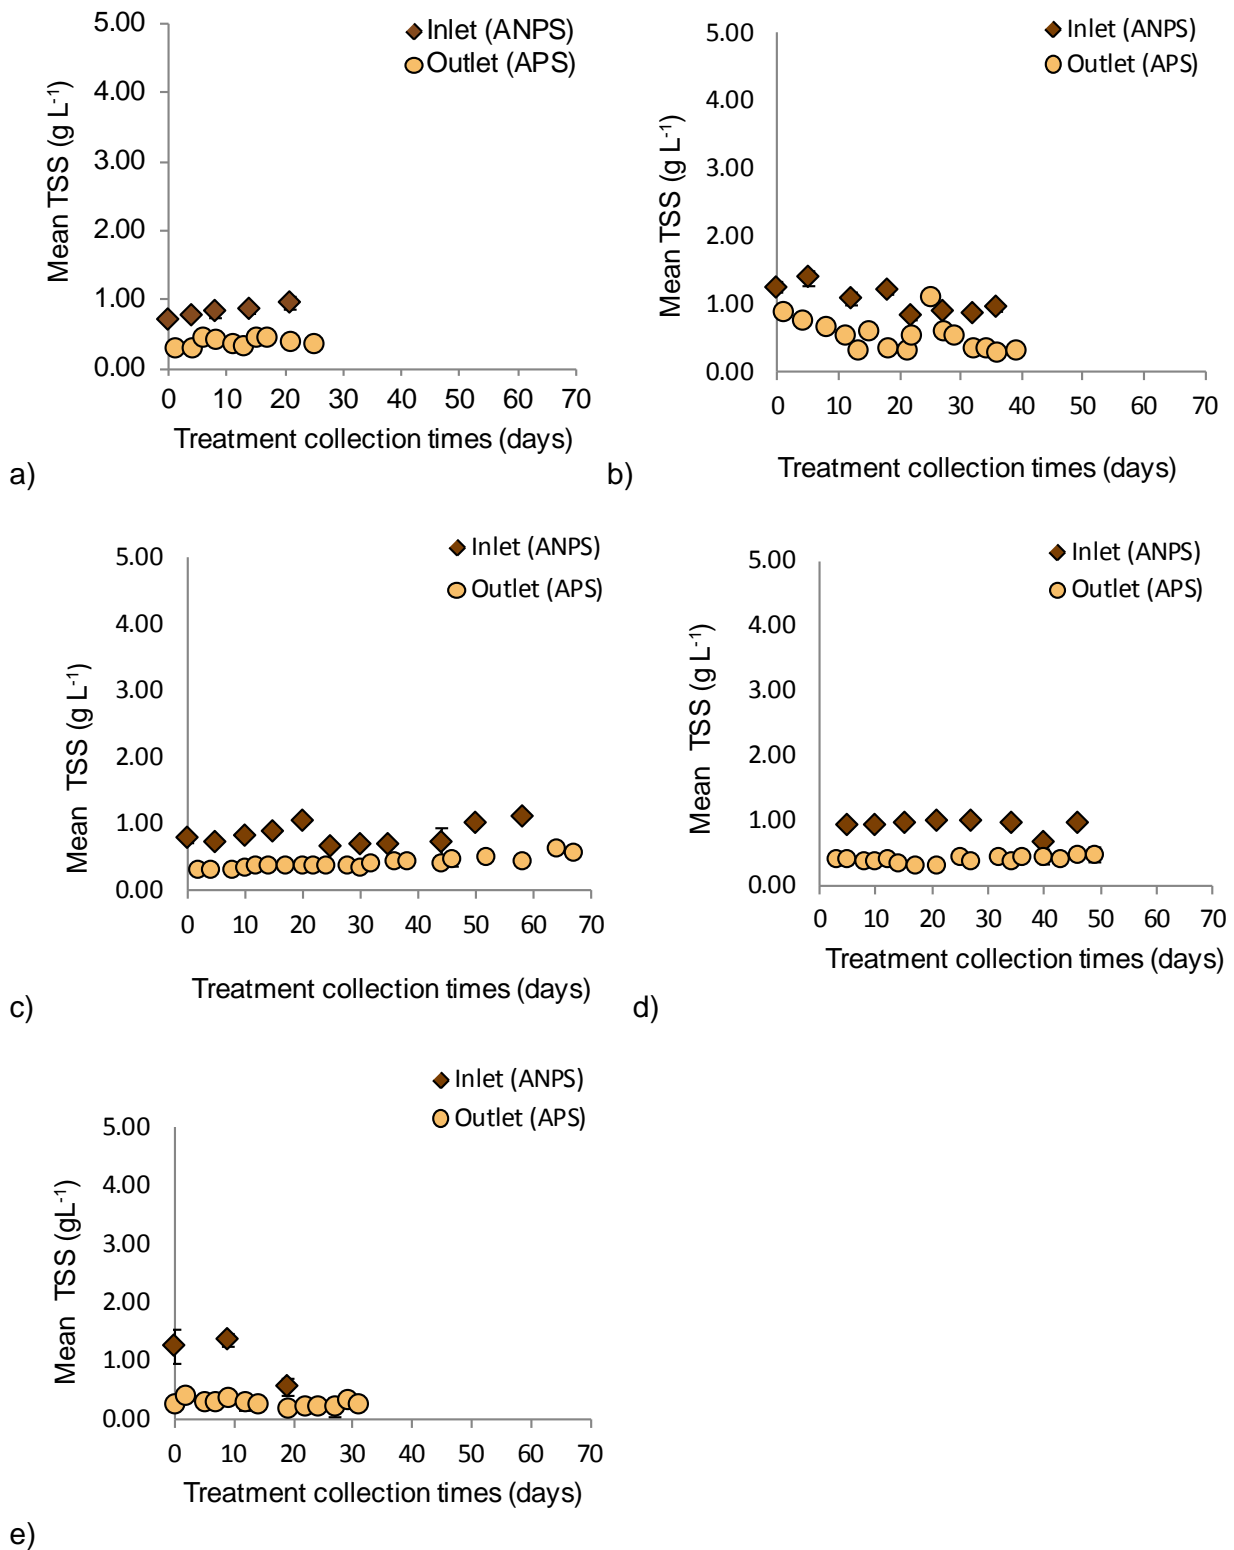 Inlet (ANPS)
Outlet (APS)
5.00
4.00
3.00
2.00
1.00
0.00
Mean TSS (g L-1)
0 10 20 30 40 50 60 70
Treatment collection times (days)
a)
Inlet (ANPS)
Outlet (APS)
5.00
4.00
3.00
2.00
1.00
0.00
Mean TSS (g L-1)
0 10 20 30 40 50 60 70
Treatment collection times (days)
b)
Inlet (ANPS)
Outlet (APS)
5.00
4.00
3.00
2.00
1.00
0.00
Mean TSS (g L-1)
0 10 20 30 40 50 60 70
Treatment collection times (days)
c)
Inlet (ANPS)
Outlet (APS)
5.00
4.00
3.00
2.00
1.00
0.00
Mean TSS (g L-1)
0 10 20 30 40 50 60 70
Treatment collection times (days)
d)
Inlet (ANPS)
Outlet (APS)
5.00
4.00
3.00
2.00
1.00
0.00
Mean TSS (gL-1)
0 10 20 30 40 50 60 70
Treatment collection times (days)
e)